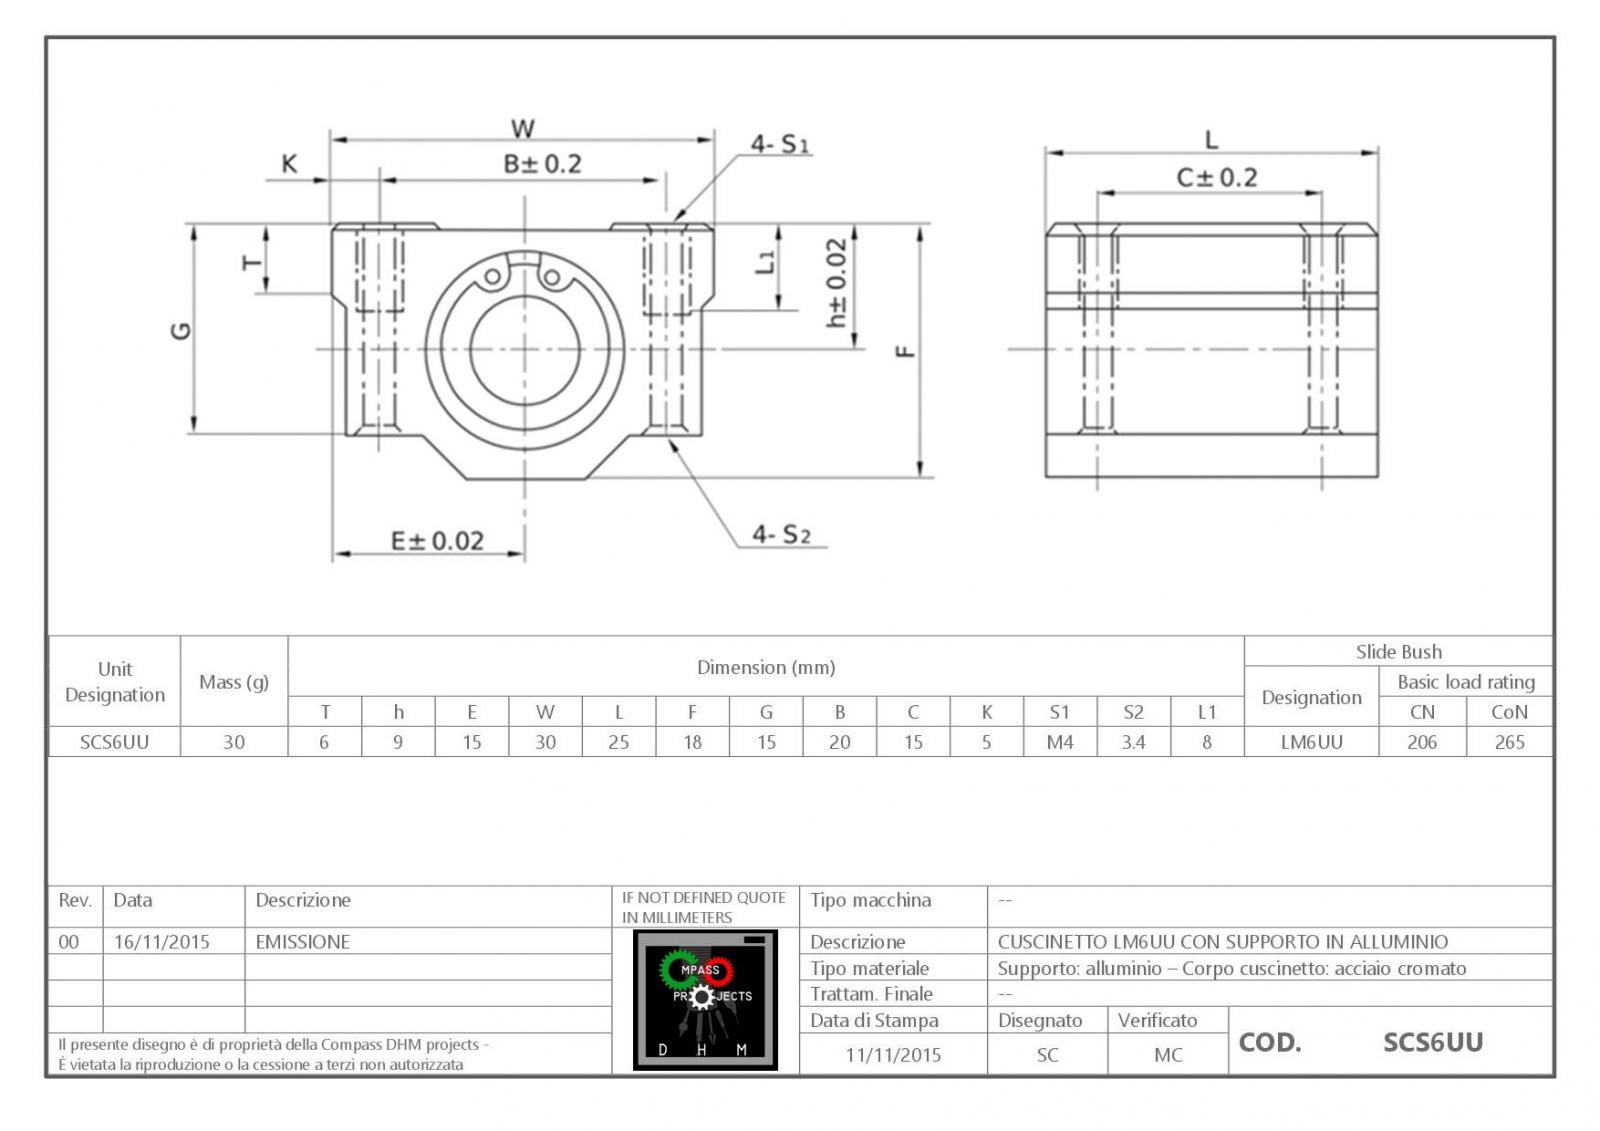 W
K
B± 0.2
4- S1
L
C± 0.2
T
G
L1
h± 0.02
F
E± 0.02
4- S2
Unit Designation
Mass (g)
Dimension (mm)
Slide Bush
Designation
Basic load rating
T h E W L F G B C K S1 S2 L1 CN CoN
SCS6UU 30 6 9 15 30 25 18 15 20 15 5 M4 3.4 8 LM6UU 206 265
Rev. Data Descrizione
IF NOT DEFINED QUOTE
IN MILLIMETERS
Tipo macchina --
00 16/11/2015 EMISSIONE
Descrizione CUSCINETTO LM6UU CON SUPPORTO IN ALLUMINIO
Tipo materiale Supporto: alluminio – Corpo cuscinetto: acciaio cromato
Trattam. Finale --
MPASS
PR JECTS
D H M
Data di Stampa Disegnato Verificato
11/11/2015 SC MC
COD. SCS6UU
Il presente disegno è di proprietà della Compass DHM projects -
È vietata la riproduzione o la cessione a terzi non autorizzata